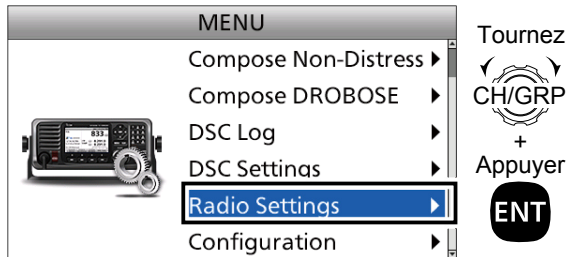 MENU
Compose Non-Distress
Compose DROBOSE
DSC Log
DSC Settings
Radio Settings
Configuration
Tournez
CH/GRP
+
Appuyer
ENT